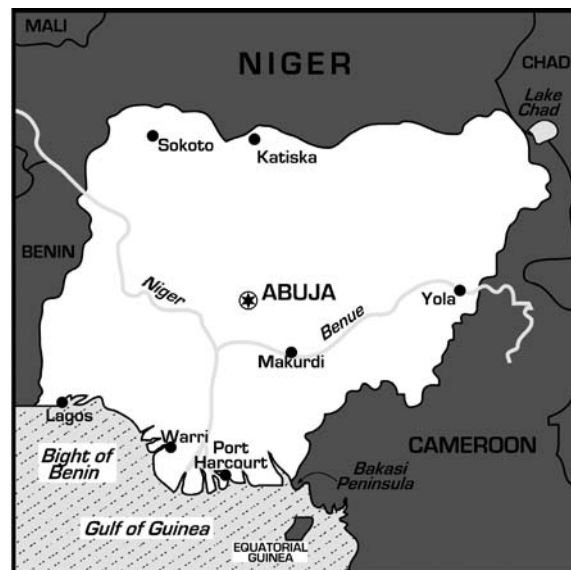 MALI
NIGER
CHAD
Lake
Chad
Sokoto
Katiska
BENIN
Niger
ABUJA
Benue
Yola
Makurdi
Lagos
Warri
Port
Harcourt
Bight of
Benin
CAMEROON
Bakasi
Peninsula
Gulf of Guinea
EQUATORIAL
GUINEA